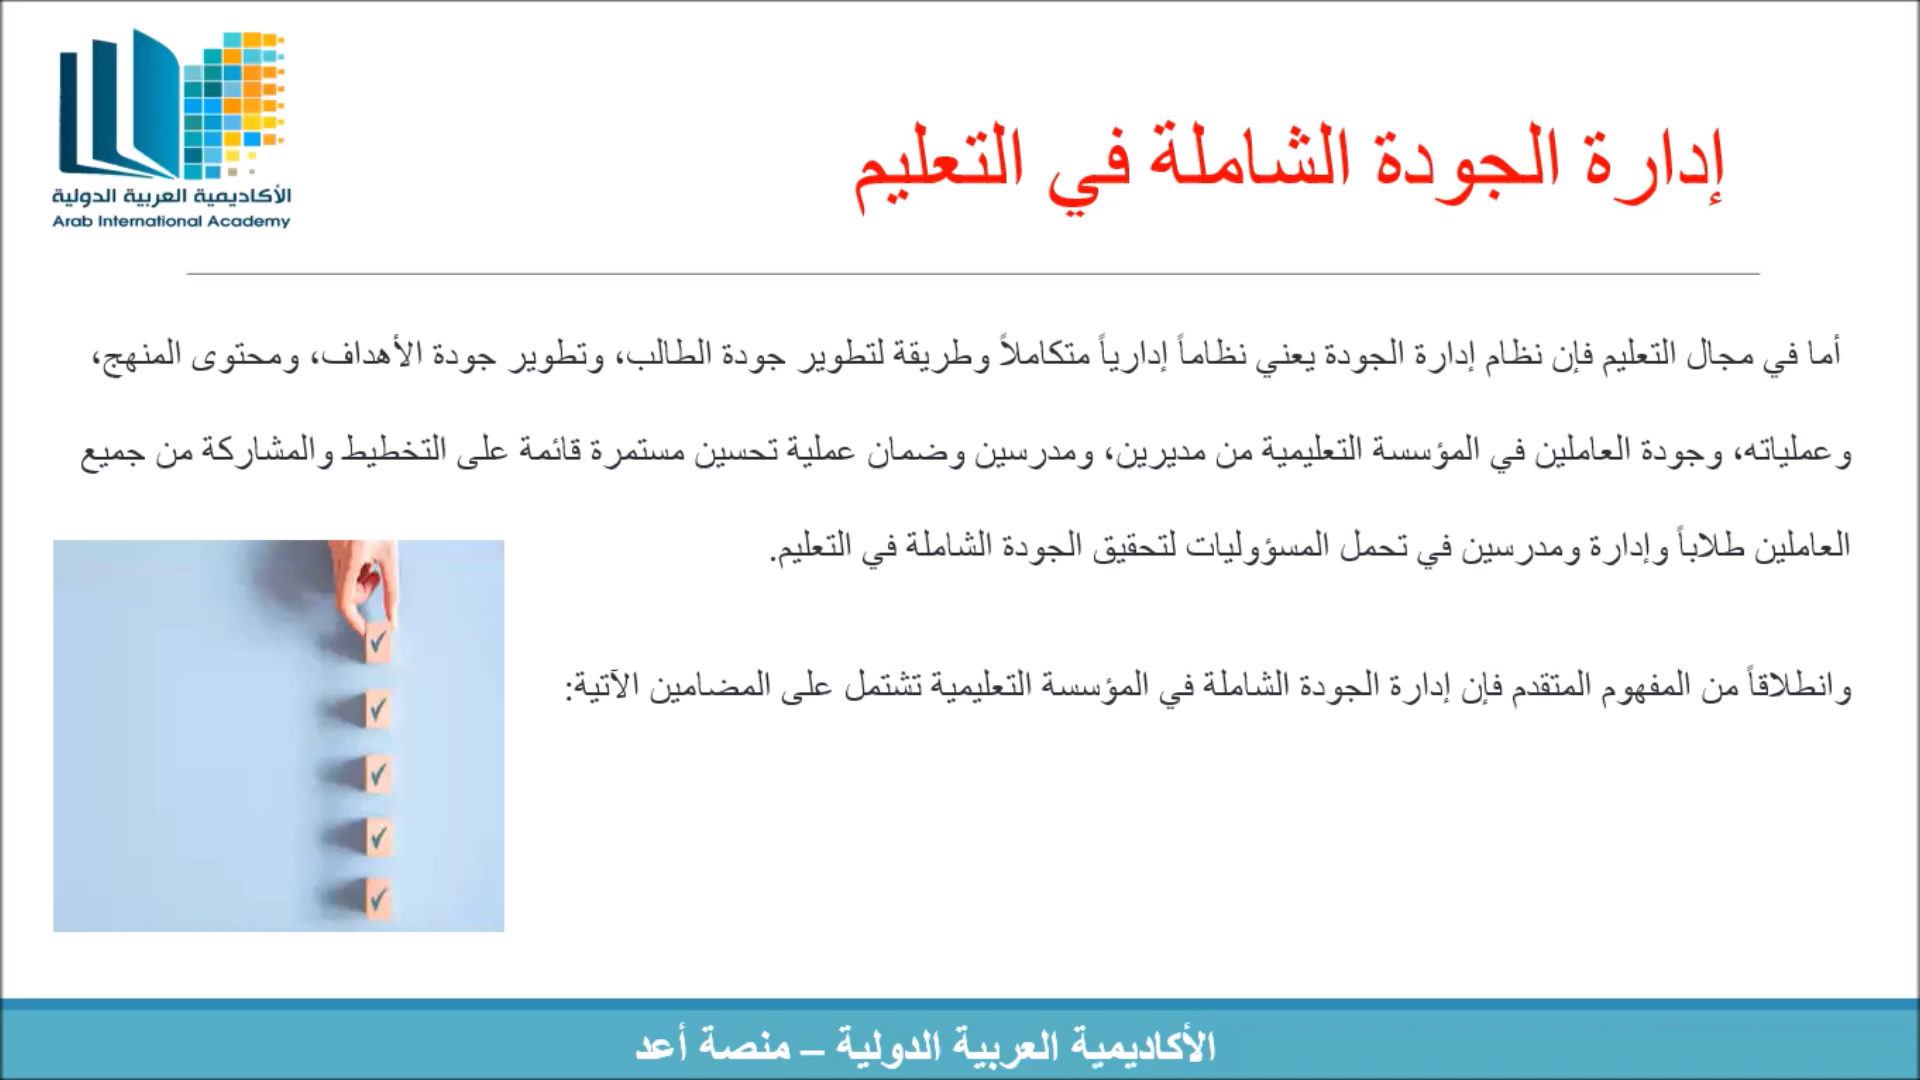 الأكاديمية العربية الدولية
Arab International Academy
إدارة الجودة الشاملة في التعليم
أما في مجال التعليم فإن نظام إدارة الجودة يعني نظاماً إدارياً متكاملاً وطريقة لتطوير جودة الطالب، وتطوير جودة الأهداف، ومحتوى المنهج،
وعملياته، وجودة العاملين في المؤسسة التعليمية من مديرين، ومدرسين وضمان عملية تحسين مستمرة قائمة على التخطيط والمشاركة من جميع
العاملين طلاباً وإدارة ومدرسين في تحمل المسؤوليات لتحقيق الجودة الشاملة في التعليم.
وانطلاقاً من المفهوم المتقدم فإن إدارة الجودة الشاملة في المؤسسة التعليمية تشتمل على المضامين الآتية:
الأكاديمية العربية الدولية – منصة أعد